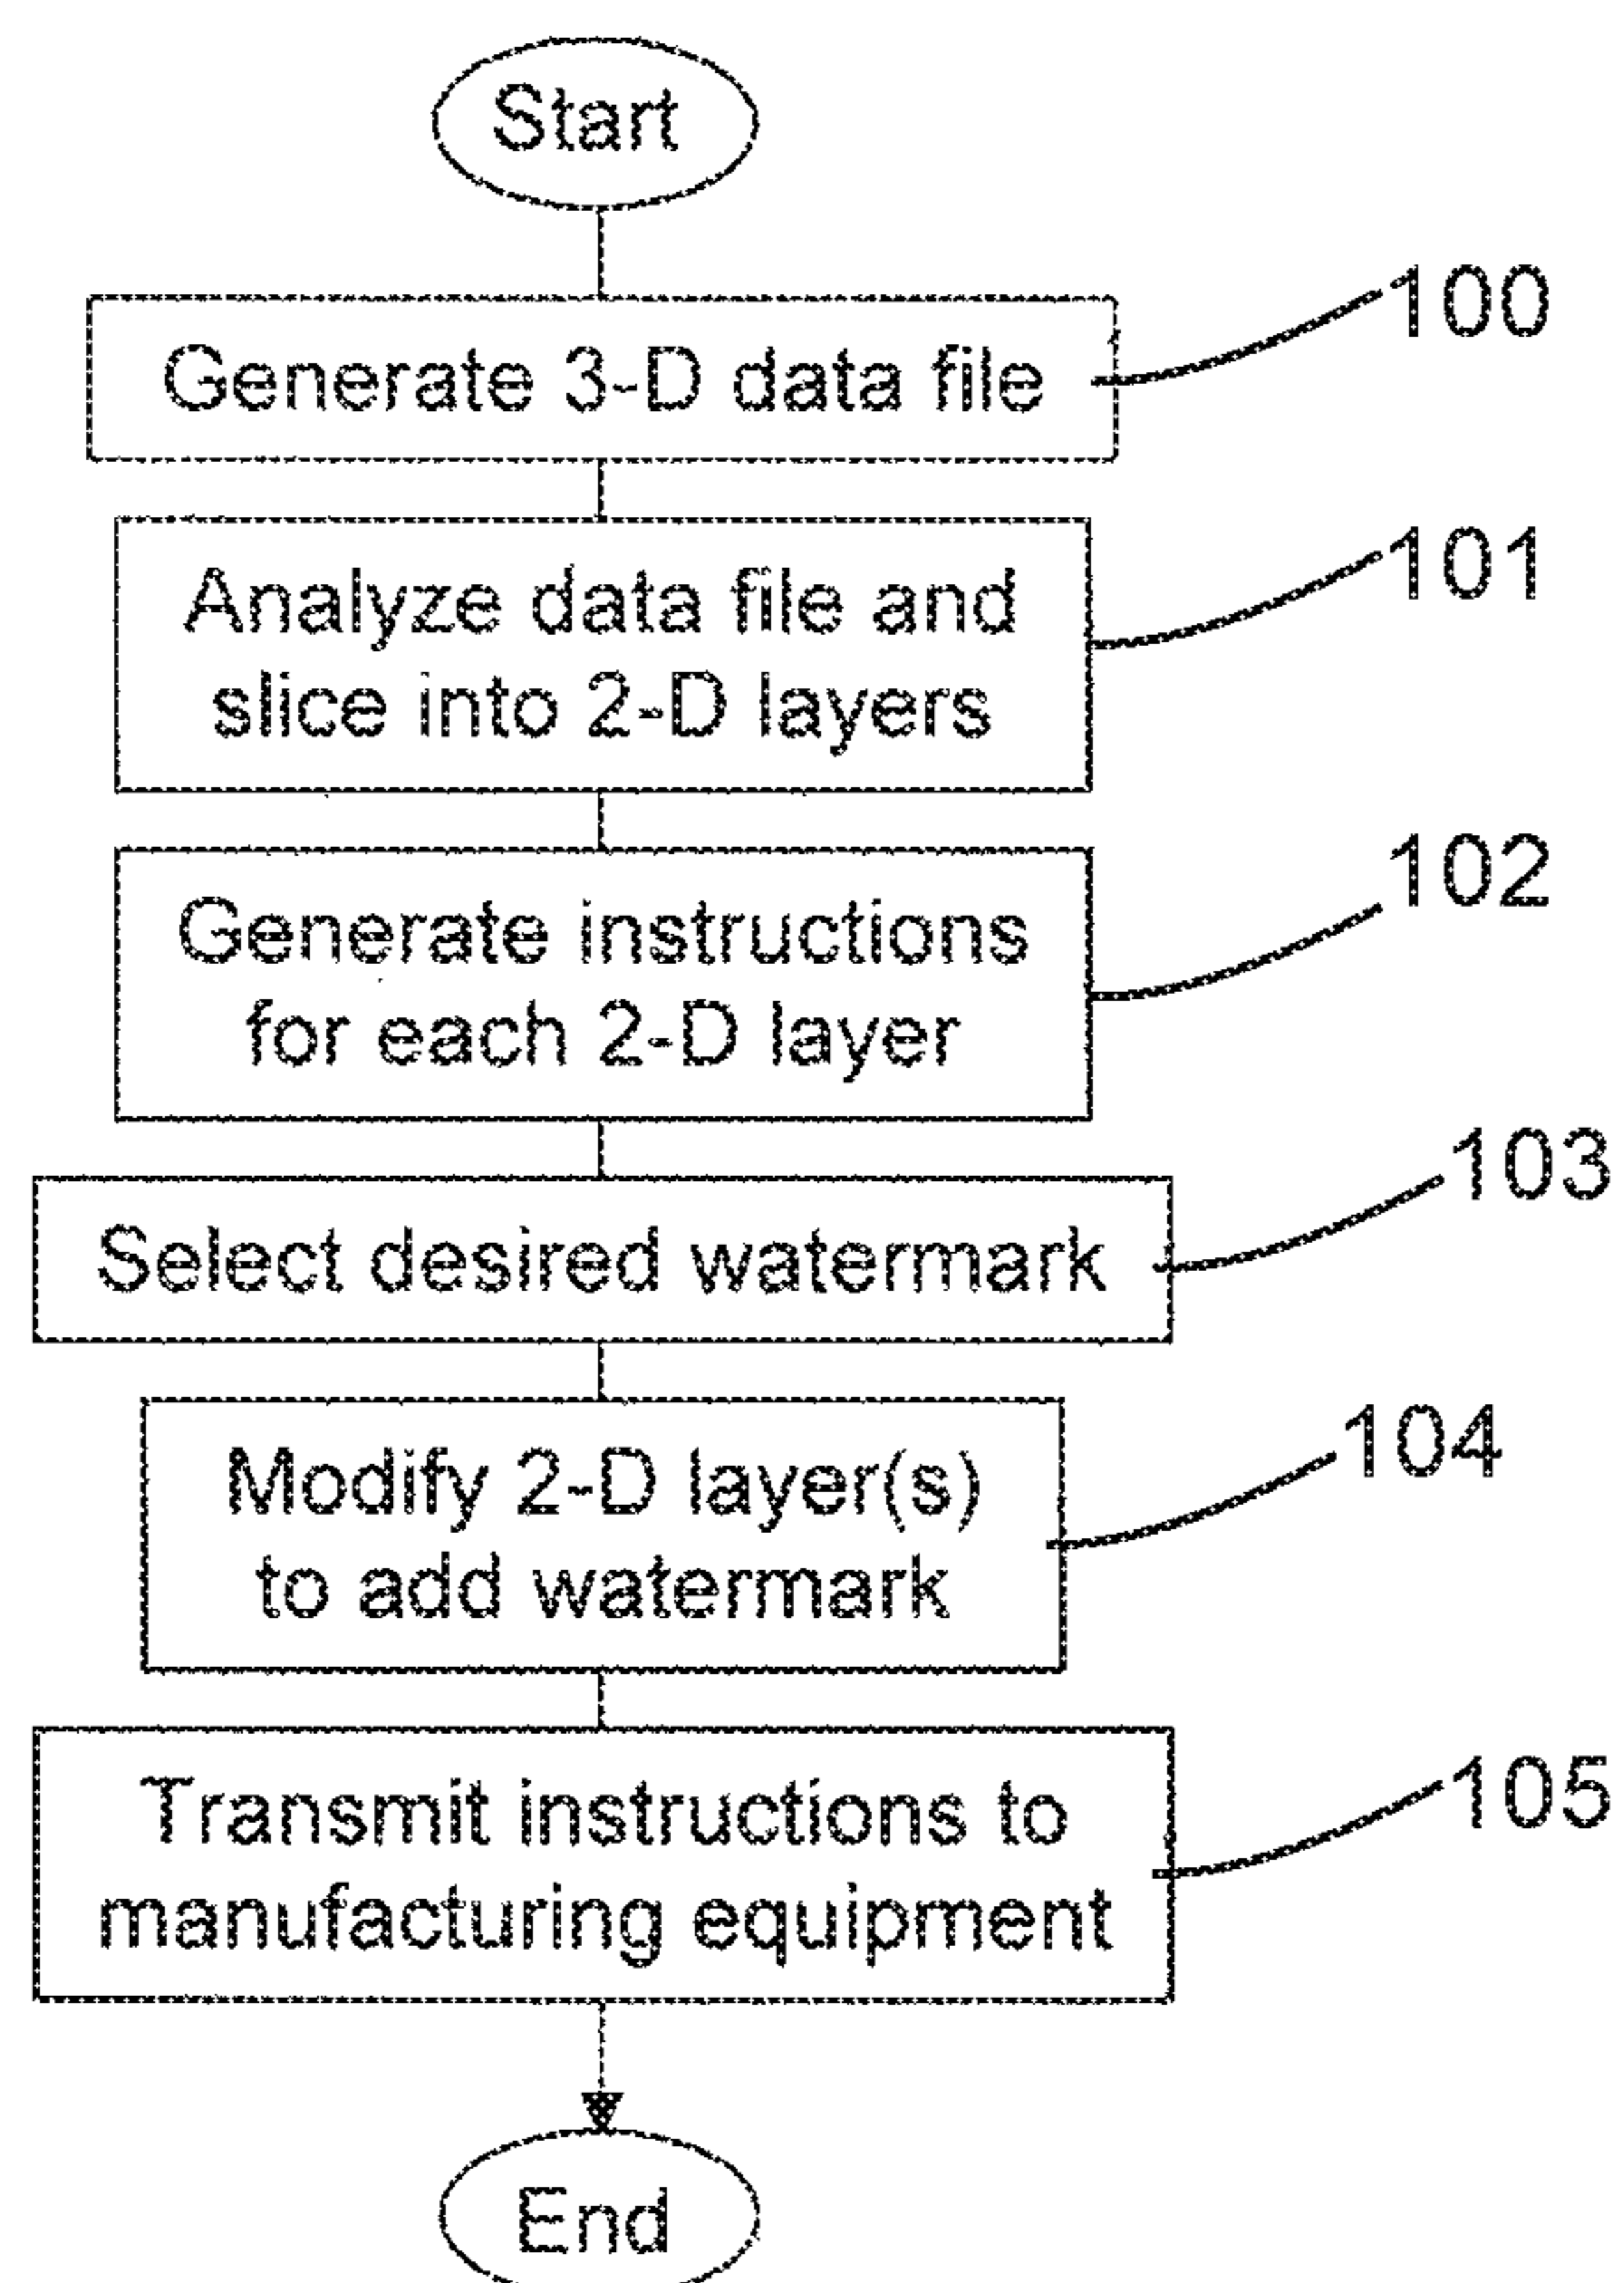 Start
100
Generate 3-D data file
101
Analyze data file and
slice into 2-D layers
102
Generate instructions
for each 2-D layer
103
Select desired watermark
104
Modify 2-D layer(s)
to add watermark
105
Transmit instructions to
manufacturing equipment
End